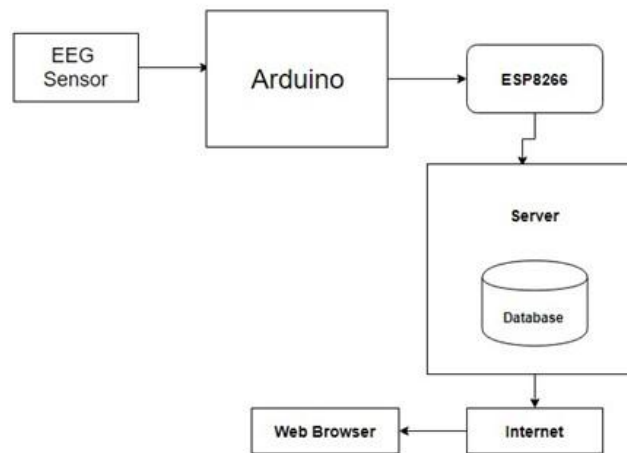 EEG
Sensor
Arduino
ESP8266
Server
Database
Web Browser
Internet